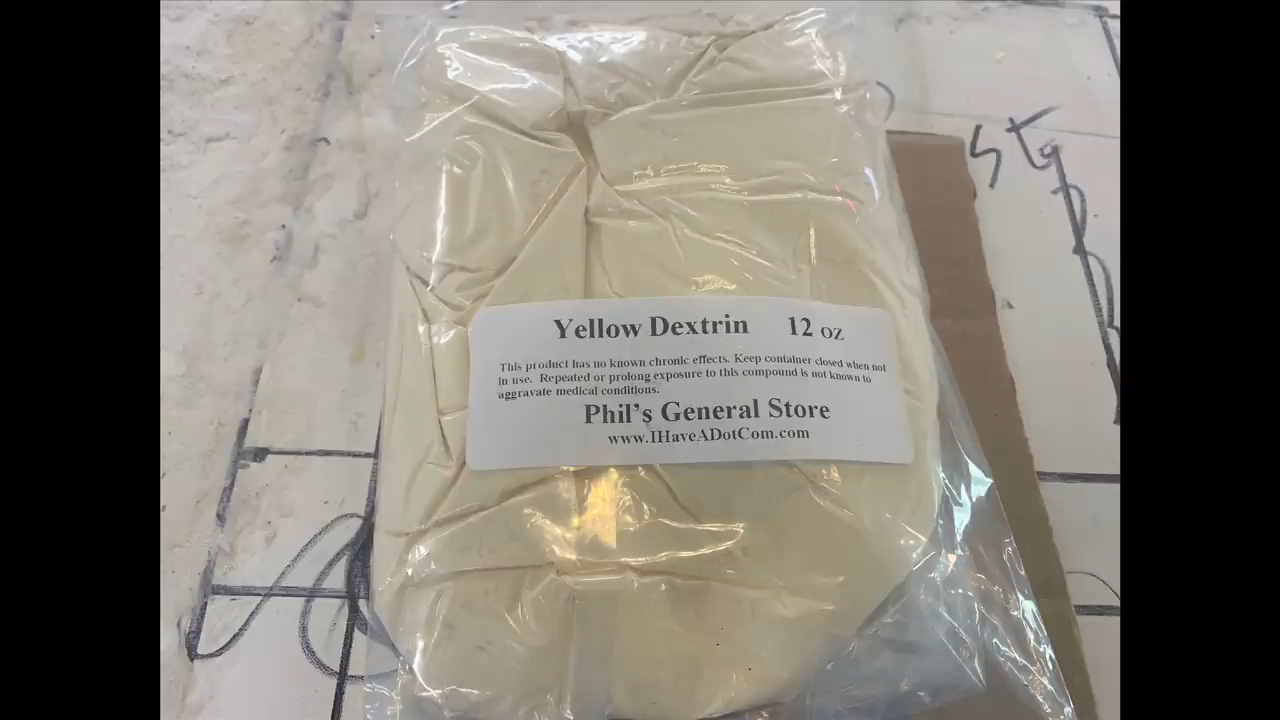 Yellow Dextrin 12 oz
This product has no known chronic effects. Keep container closed when not
in use. Repeated or prolong exposure to this compound is not known to
aggravate medical conditions.
Phil's General Store
www.IHaveADotCom.com